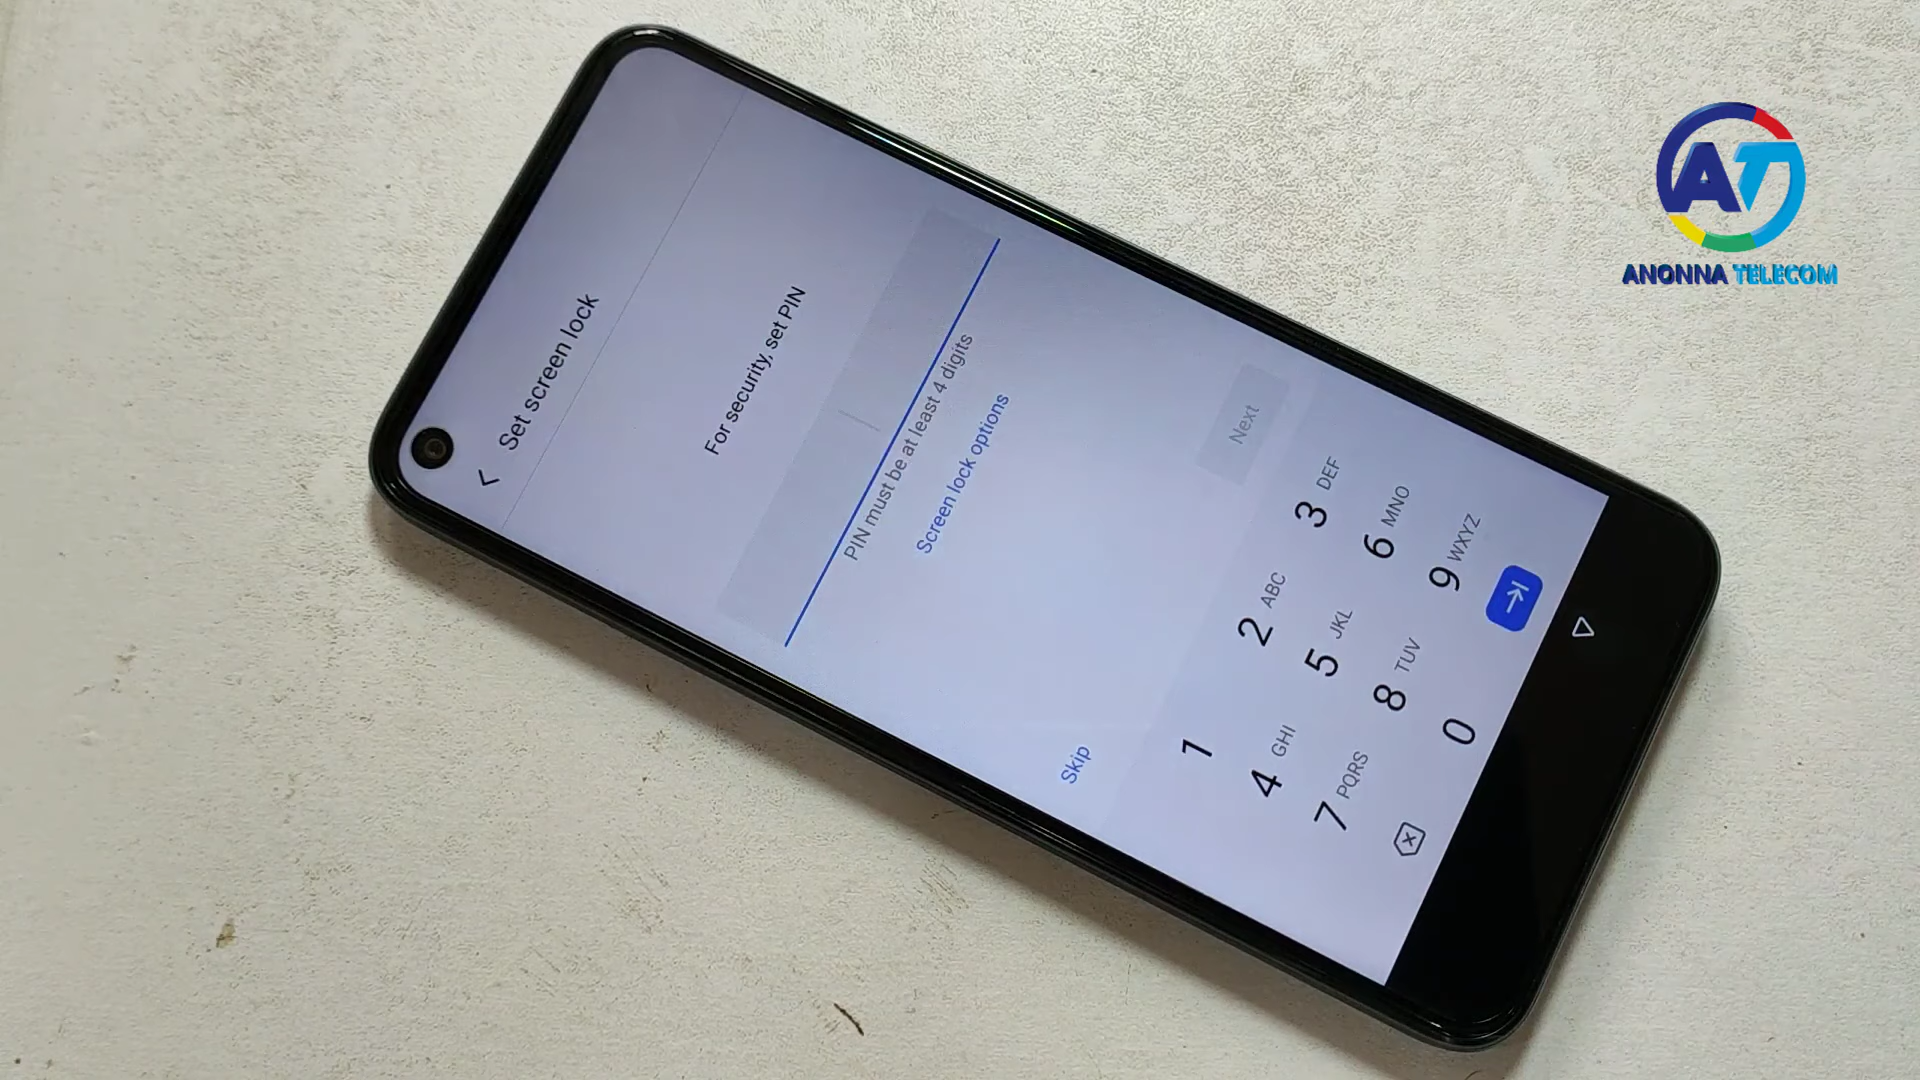 Set screen lock
For security, set PIN
PIN must be at least 4 digits
Screen lock options
Skip
Next
1
2 ABC
3 DEF
4 GHI
5 JKL
6 MNO
7 PQRS
8 TUV
9 WXYZ
0
AT
ANONNA TELECOM